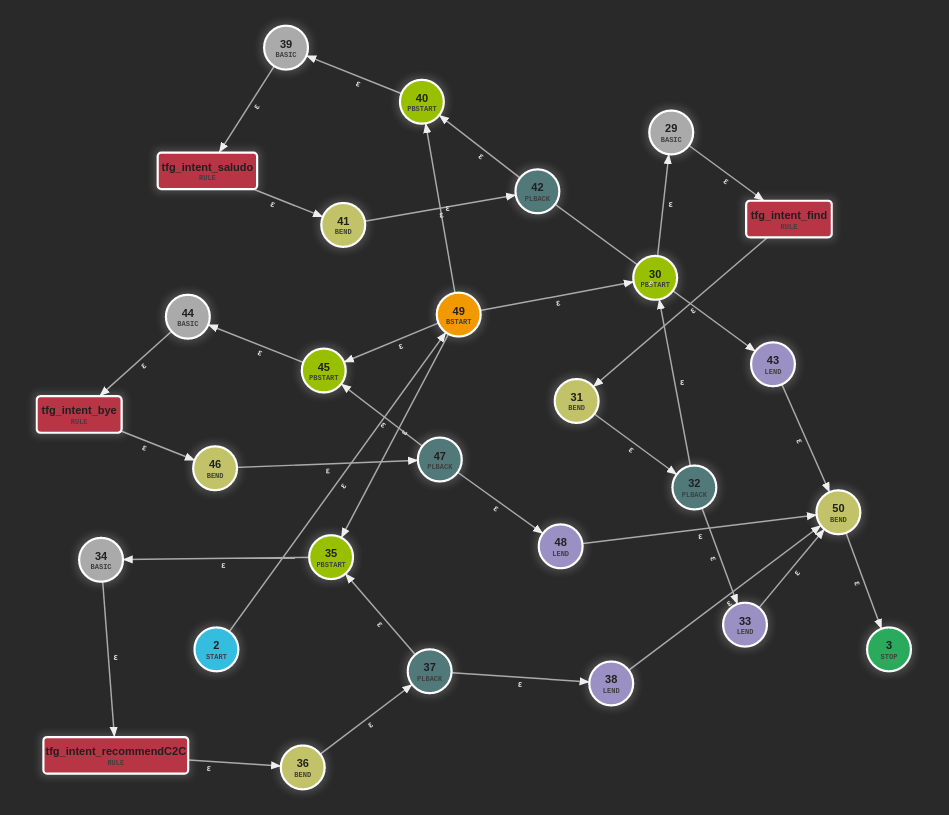 39
BASIC
ε
40
PBSTART
ε
ε
29
BASIC
ε
tfg_intent_saludo
RULE
ε
42
PLBACK
ε
tfg_intent_find
RULE
ε
41
BEND
ε
ε
30
PBSTART
ε
ε
ε
44
BASIC
49
BSTART
ε
45
PBSTART
ε
ε
ε
43
LEND
ε
31
BEND
ε
tfg_intent_bye
RULE
ε
ε
ε
46
BEND
ε
47
PLBACK
ε
ε
32
PLBACK
ε
ε
50
BEND
ε
48
LEND
ε
34
BASIC
ε
35
PBSTART
ε
ε
2
START
ε
33
LEND
ε
3
STOP
37
PLBACK
ε
38
LEND
tfg_intent_recommendC2C
RULE
ε
36
BEND
ε